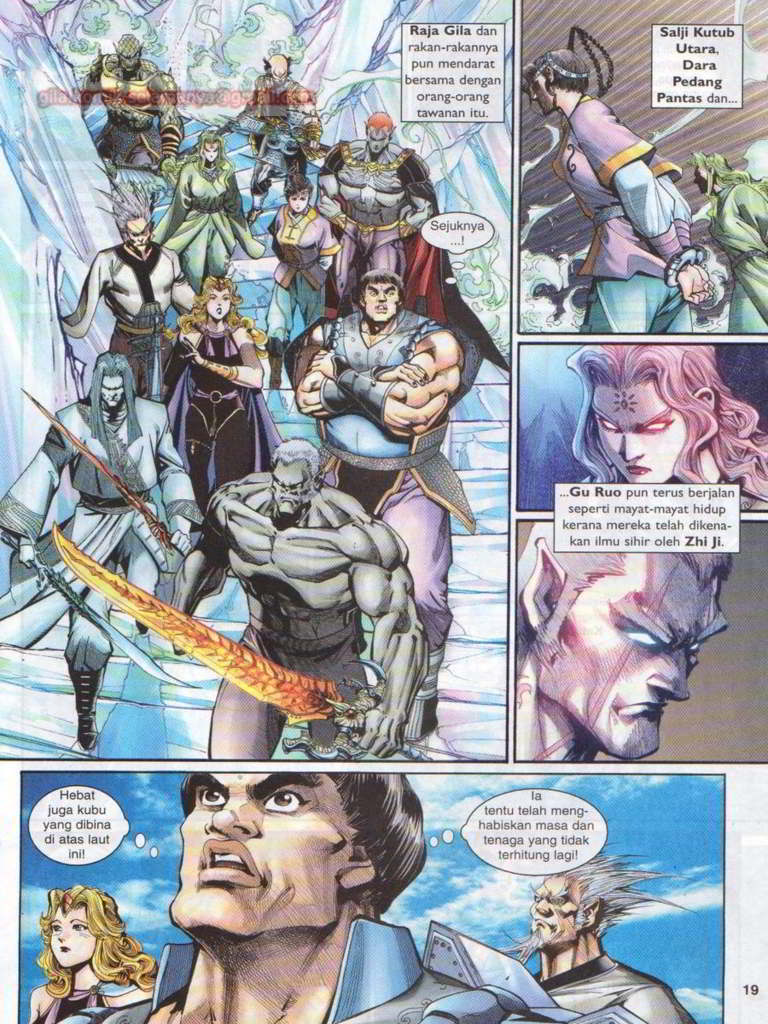 Raja Gila dan
rakan-rakannya
pun mendarat
bersama dengan
orang-orang
tawanan itu.
Sejuknya
...!
Salji Kutub
Utara,
Dara
Pedang
Pantas dan...
...Gu Ruo pun terus berjalan
seperti mayat-mayat hidup
kerana mereka telah dikena-
kan ilmu sihir oleh Zhi Ji.
Hebat
juga kubu
yang dibina
di atas laut
ini!
Ia
tentu telah meng-
habiskan masa dan
tenaga yang tidak
terhitung lagi!
19